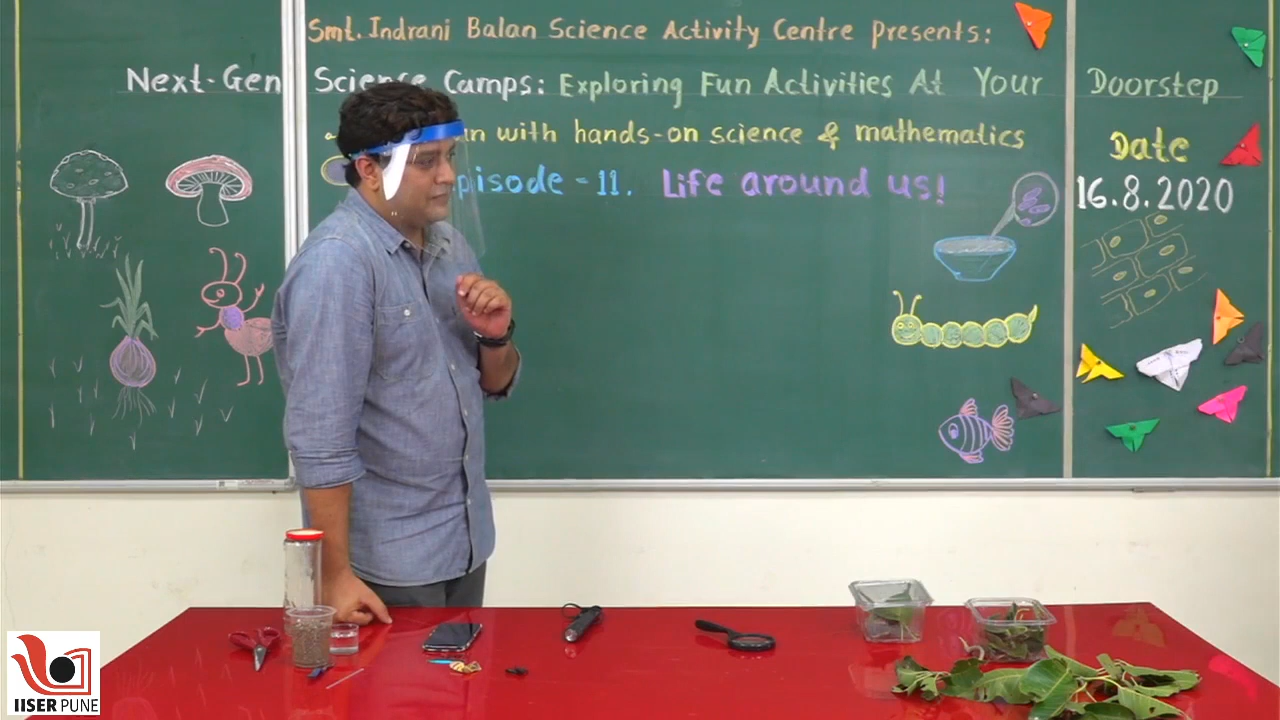 Smt. Indrani Balan Science Activity Centre presents:
Next-Gen Science Camps: Exploring Fun Activities At Your Doorstep
with hands-on science & mathematics
Episode - 11. Life around us!
Date
16.8.2020
IISER PUNE